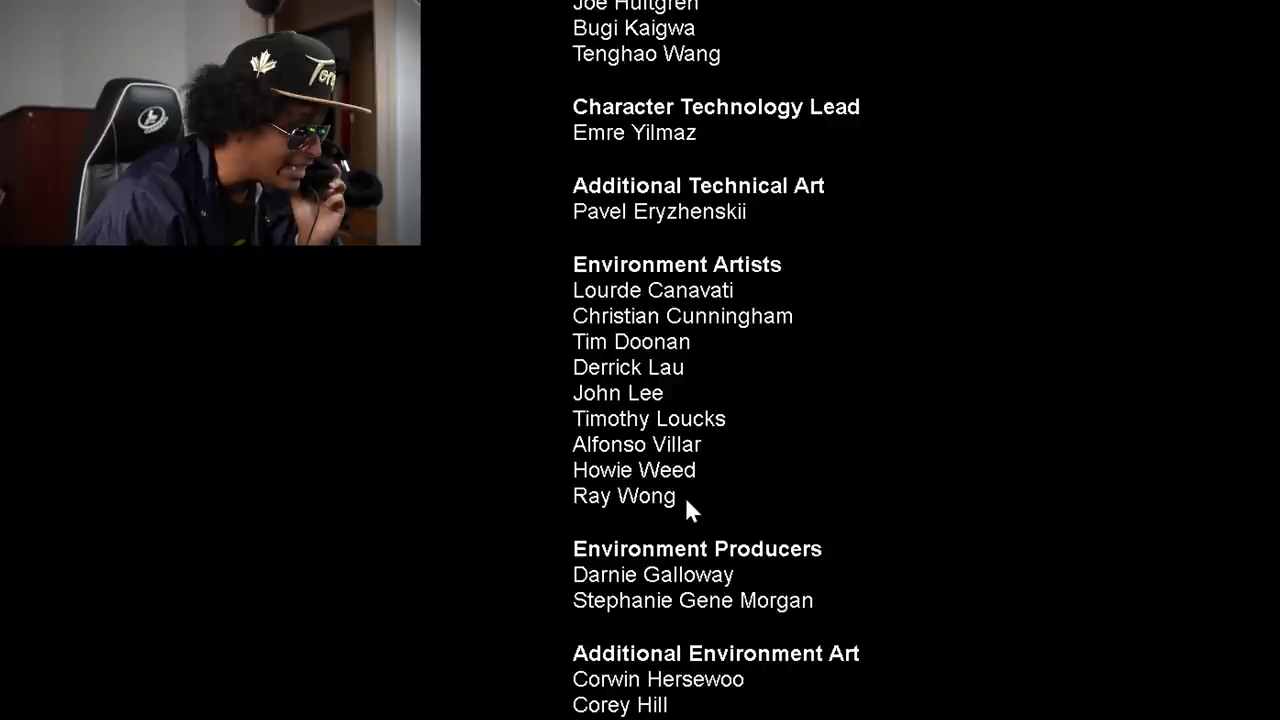 Joe Hultgren
Bugi Kaigwa
Tenghao Wang
Character Technology Lead
Emre Yilmaz
Additional Technical Art
Pavel Eryzhenskii
Environment Artists
Lourde Canavati
Christian Cunningham
Tim Doonan
Derrick Lau
John Lee
Timothy Loucks
Alfonso Villar
Howie Weed
Ray Wong
Environment Producers
Darnie Galloway
Stephanie Gene Morgan
Additional Environment Art
Corwin Hersewoo
Corey Hill